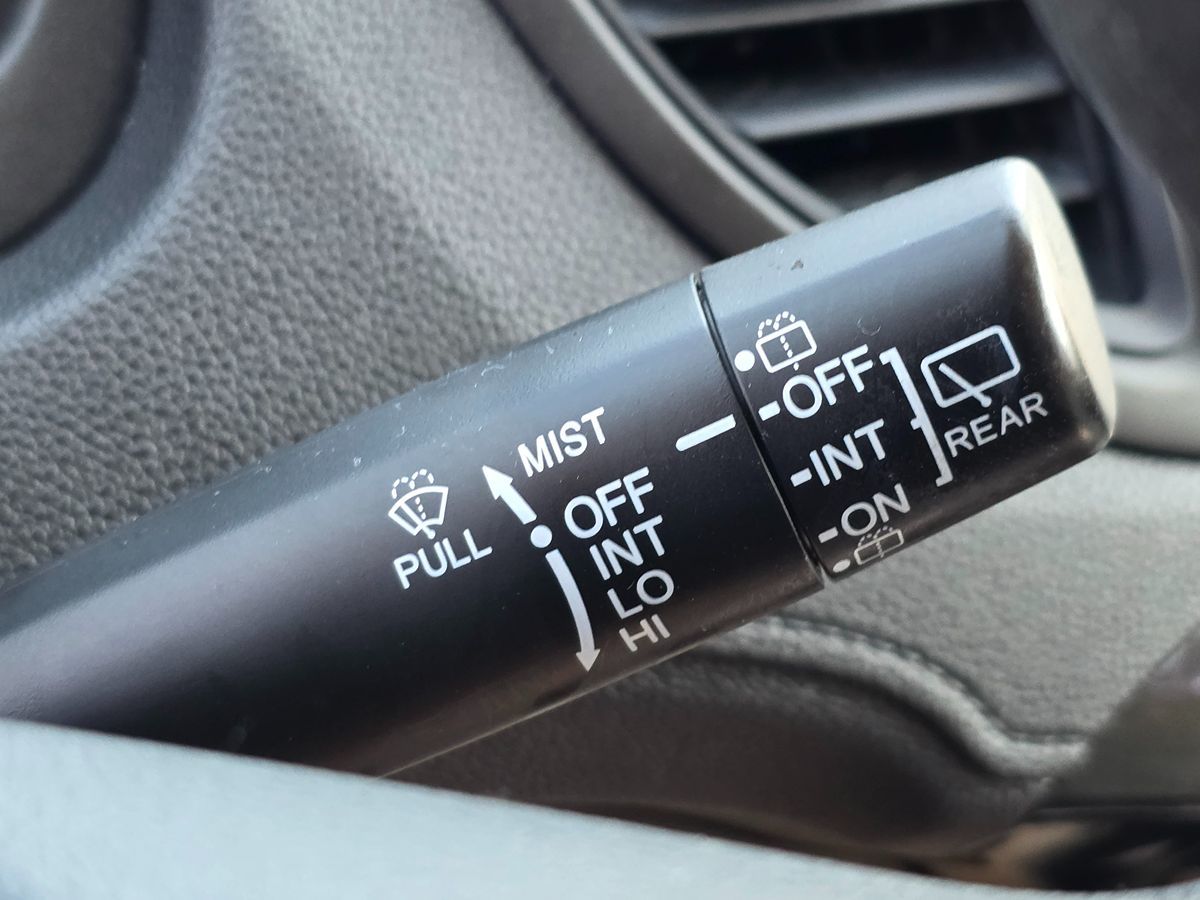 PULL
MIST
OFF
INT
LO
HI
OFF
INT
ON
REAR